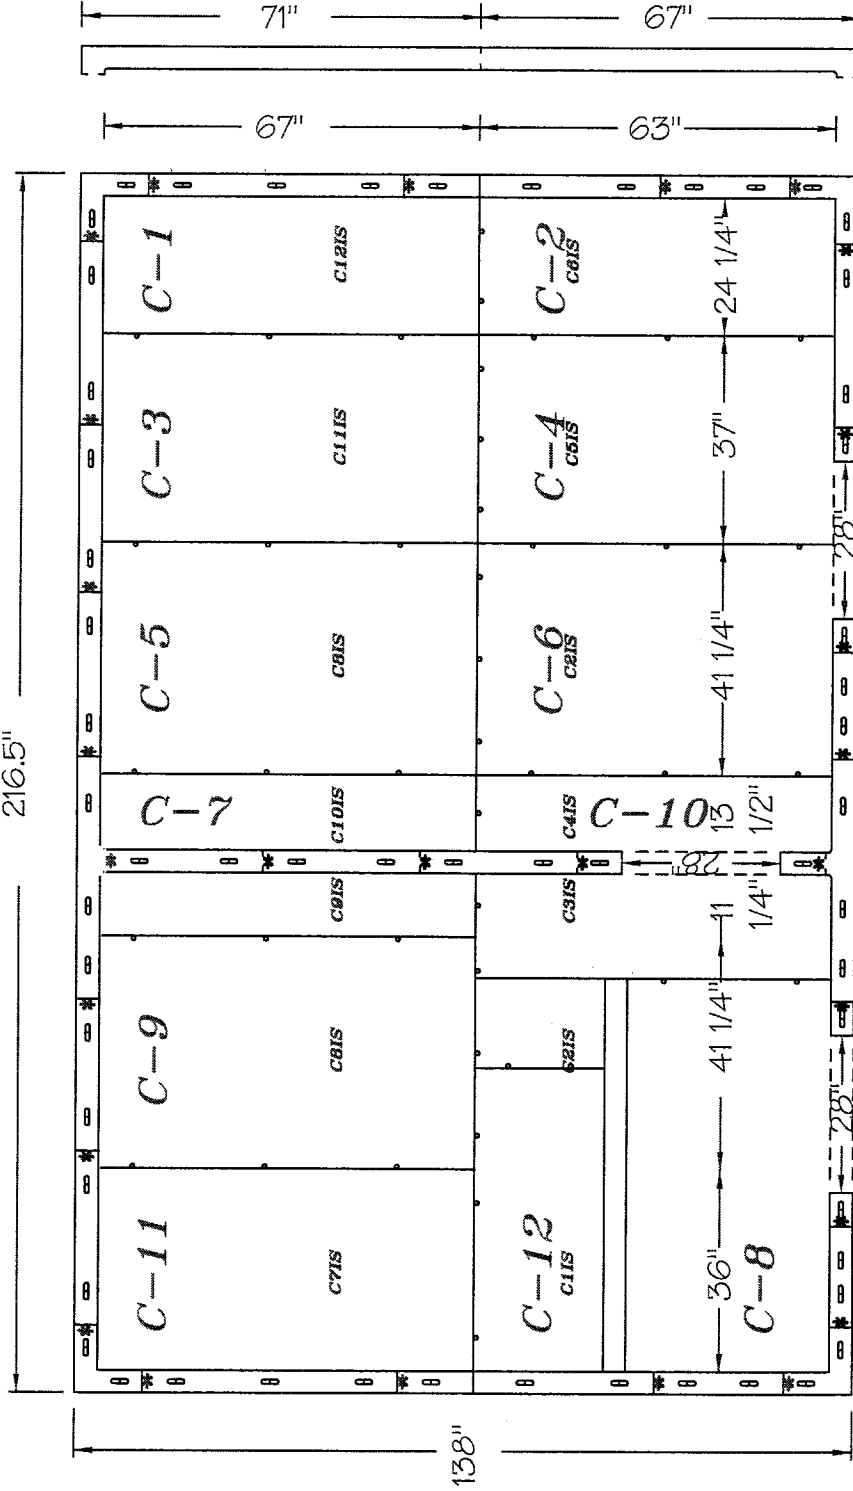 71" 67"
67" 63"
216.5"
C-1 C12IS C-2 C6IS 24 1/4"
C-3 C11IS C-4 C5IS 37"
28"
C-5 C8IS C-6 C2IS 41 1/4"
C-7 C10IS C4IS C-10 13 1/2"
28"
C9IS C3IS 11 1/4"
C-9 C8IS 41 1/4"
28"
C-11 C7IS C-12 C1IS 36" C-8
138"